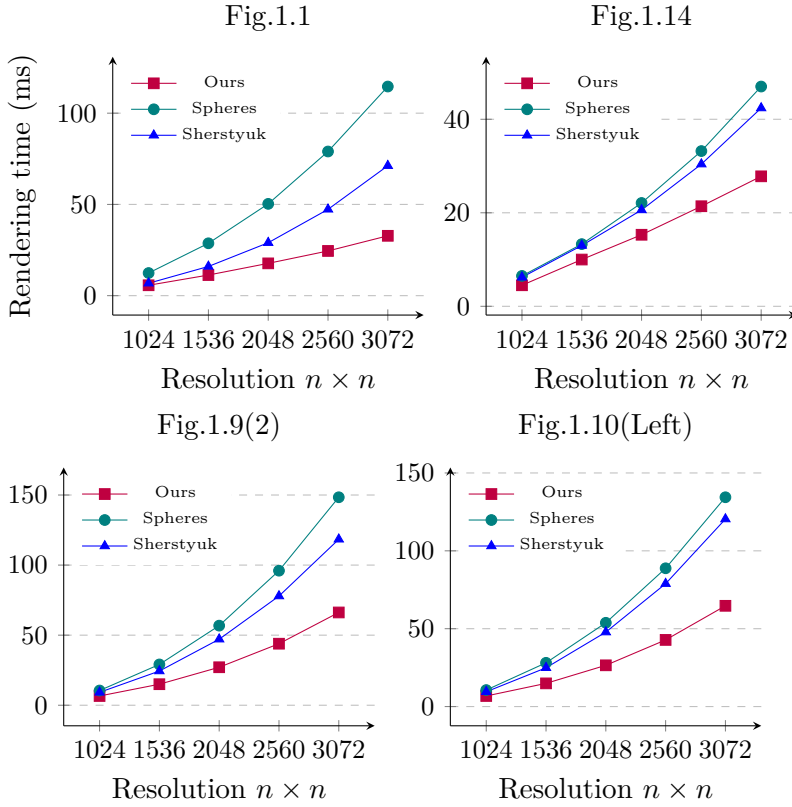 Fig.1.1
Rendering time (ms)
100
50
0
Ours
Spheres
Sherstyuk
1024 1536 2048 2560 3072
Resolution n × n
Fig.1.14
40
20
0
Ours
Spheres
Sherstyuk
1024 1536 2048 2560 3072
Resolution n × n
Fig.1.9(2)
150
100
50
0
Ours
Spheres
Sherstyuk
1024 1536 2048 2560 3072
Resolution n × n
Fig.1.10(Left)
150
100
50
0
Ours
Spheres
Sherstyuk
1024 1536 2048 2560 3072
Resolution n × n